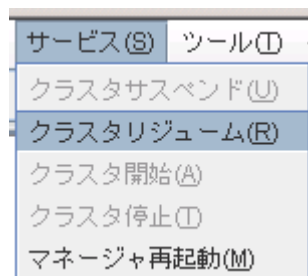 サービス(S) ツール(T)
クラスタサスペンド(U)
クラスタリジューム(R)
クラスタ開始(A)
クラスタ停止(T)
マネージャ再起動(M)